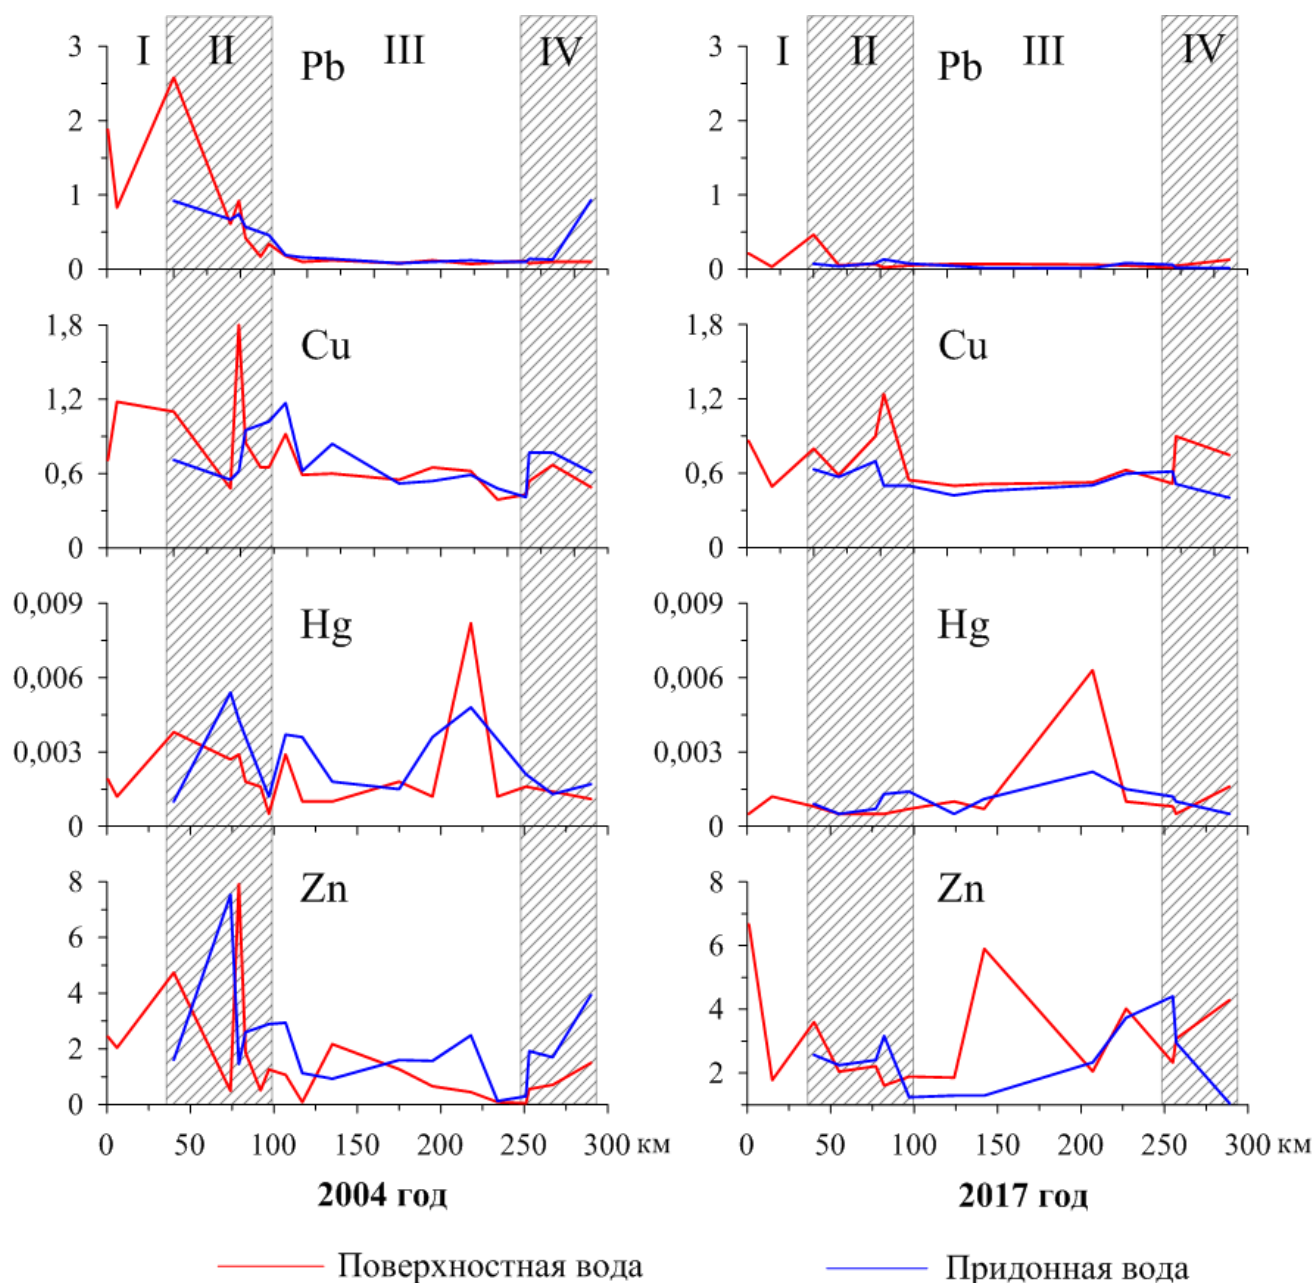 I II III IV
Pb
3
2
1
0
Cu
1,8
1,2
0,6
0
Hg
0,009
0,006
0,003
0
Zn
8
6
4
2
0
0 50 100 150 200 250 300 км
2004 год
I II III IV
Pb
3
2
1
0
Cu
1,8
1,2
0,6
0
Hg
0,009
0,006
0,003
0
Zn
8
6
4
2
0 50 100 150 200 250 300 км
2017 год
Поверхностная вода
Придонная вода